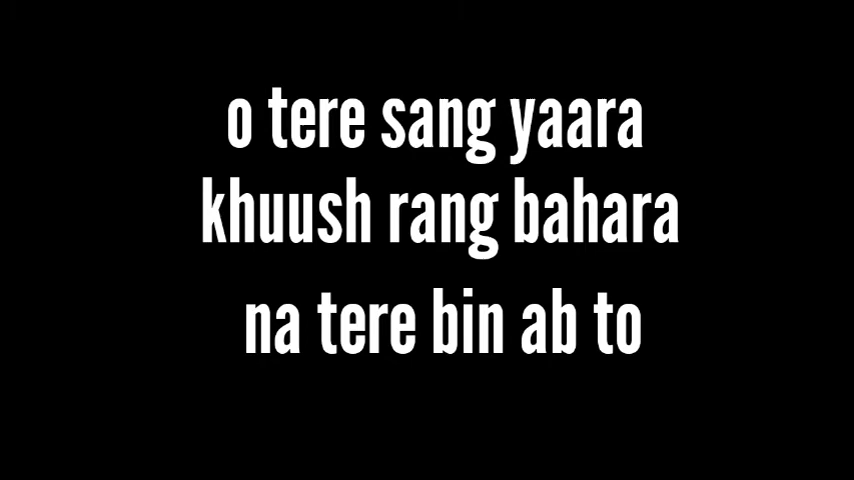 o tere sang yaara
khuush rang bahara
na tere bin ab to